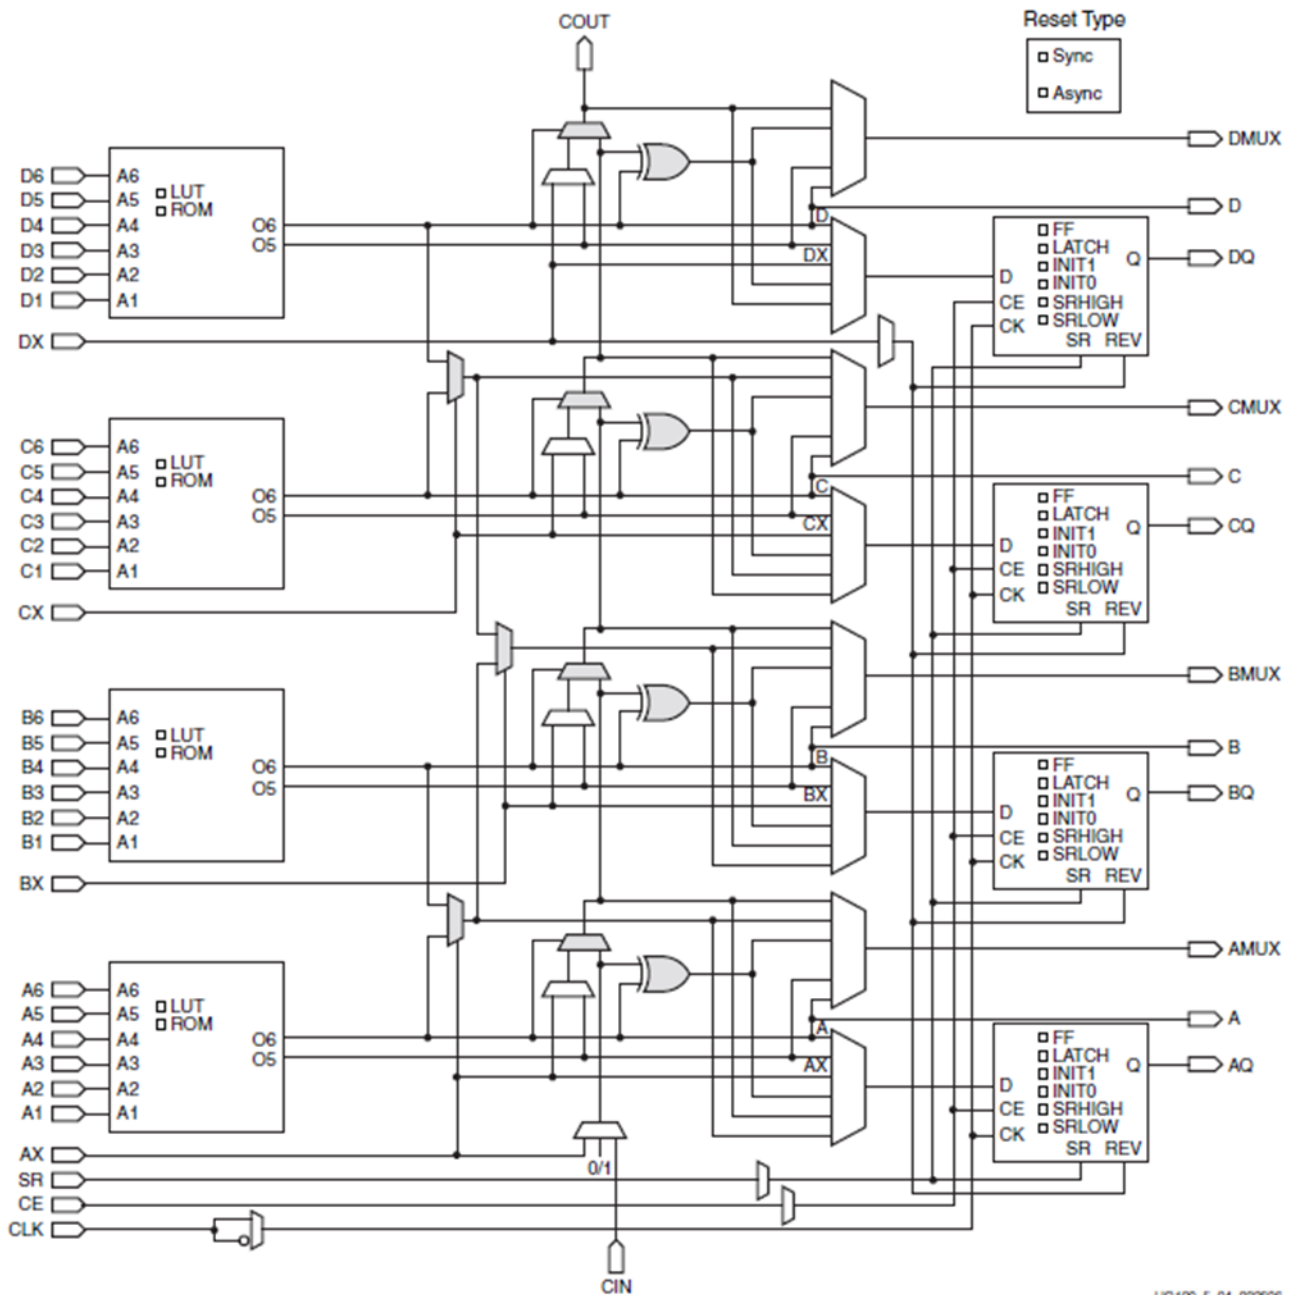 COUT
Reset Type
Sync
Async
DMUX
D6 A6
LUT
D5 A5
ROM
D4 A4 O6
D3 A3 O5
D2 A2
D1 A1
D
D
DX
FF
LATCH
INIT1
INIT0
SRHIGH
SRLOW
D
CE
CK
Q
SR REV
DQ
DX
CMUX
C6 A6
LUT
C5 A5
ROM
C4 A4 O6
C3 A3 O5
C2 A2
C1 A1
C
C
CX
FF
LATCH
INIT1
INIT0
SRHIGH
SRLOW
D
CE
CK
Q
SR REV
CQ
CX
BMUX
B6 A6
LUT
B5 A5
ROM
B4 A4 O6
B3 A3 O5
B2 A2
B1 A1
B
B
BX
FF
LATCH
INIT1
INIT0
SRHIGH
SRLOW
D
CE
CK
Q
SR REV
BQ
BX
AMUX
A6 A6
LUT
A5 A5
ROM
A4 A4 O6
A3 A3 O5
A2 A2
A1 A1
A
A
AX
FF
LATCH
INIT1
INIT0
SRHIGH
SRLOW
D
CE
CK
Q
SR REV
AQ
AX
0/1
SR
CE
CLK
CIN